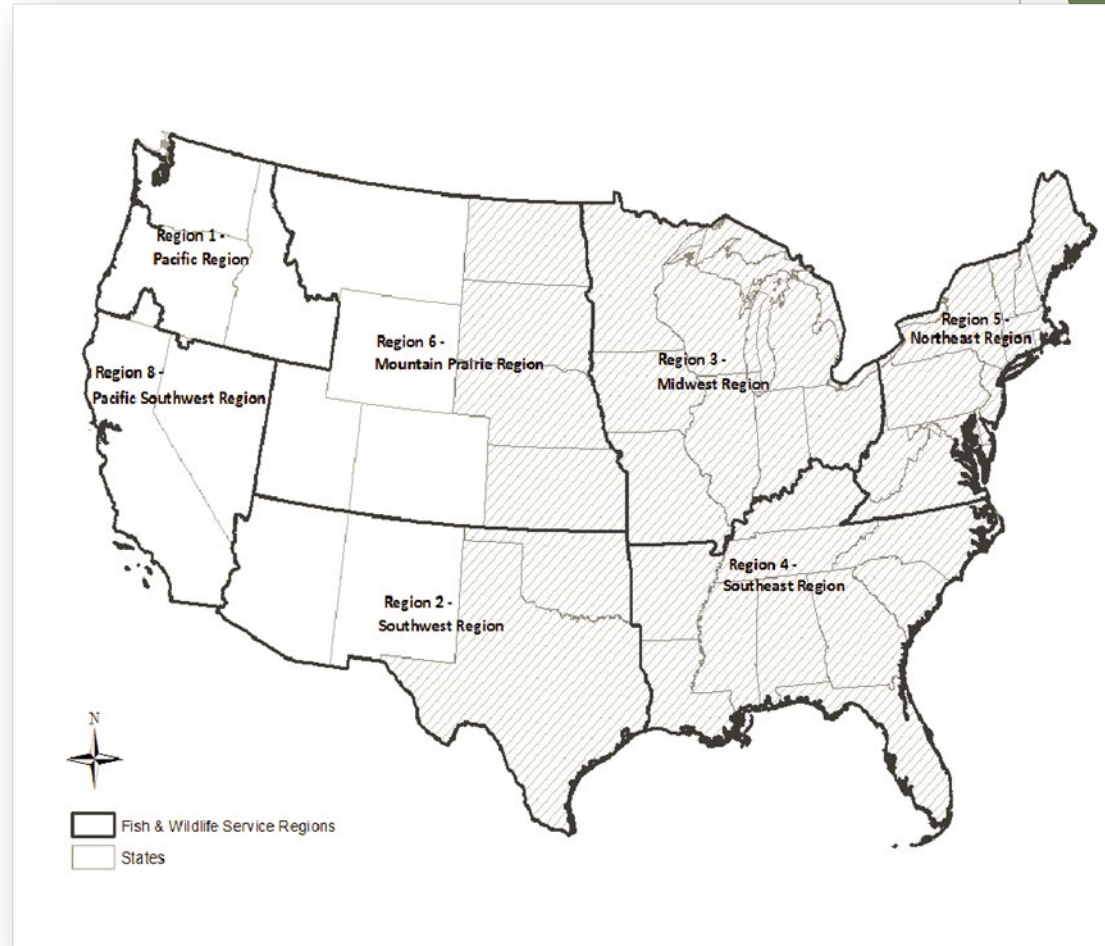 Region 1 -
Pacific Region
Region 5 -
Northeast Region
Region 6 -
Mountain Prairie Region
Region 3 -
Midwest Region
Region 8 -
Pacific Southwest Region
Region 4 -
Southeast Region
Region 2 -
Southwest Region
N
Fish & Wildlife Service Regions
States